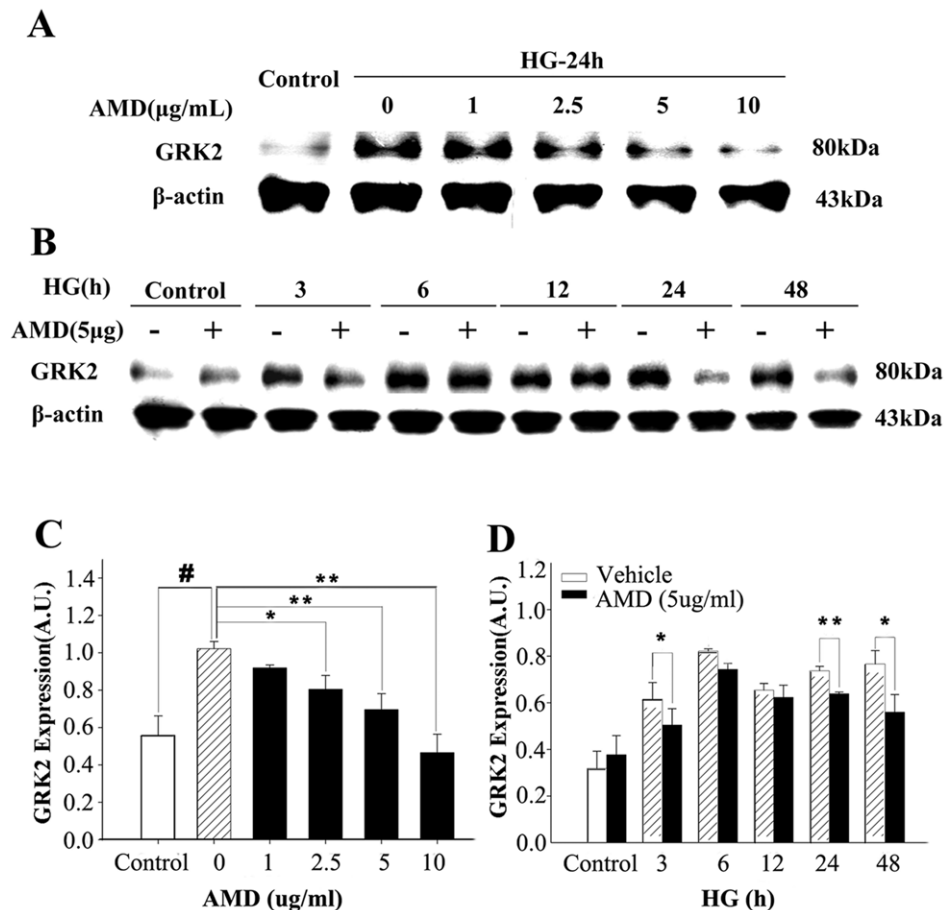 A
HG-24h
Control
AMD(µg/mL) 0 1 2.5 5 10
GRK2 80kDa
β-actin 43kDa
B
HG(h) Control 3 6 12 24 48
AMD(5µg) - + - + - + - + - + - +
GRK2 80kDa
β-actin 43kDa
C
GRK2 Expression(A.U.)
1.4
1.2
1.0
0.8
0.6
0.4
0.2
0.0
#
**
**
*
Control 0 1 2.5 5 10
AMD (ug/ml)
D
GRK2 Expression(A.U.)
1.2
0.8
0.6
0.4
0.2
0.0
Vehicle
AMD (5ug/ml)
* ** *
Control 3 6 12 24 48
HG (h)